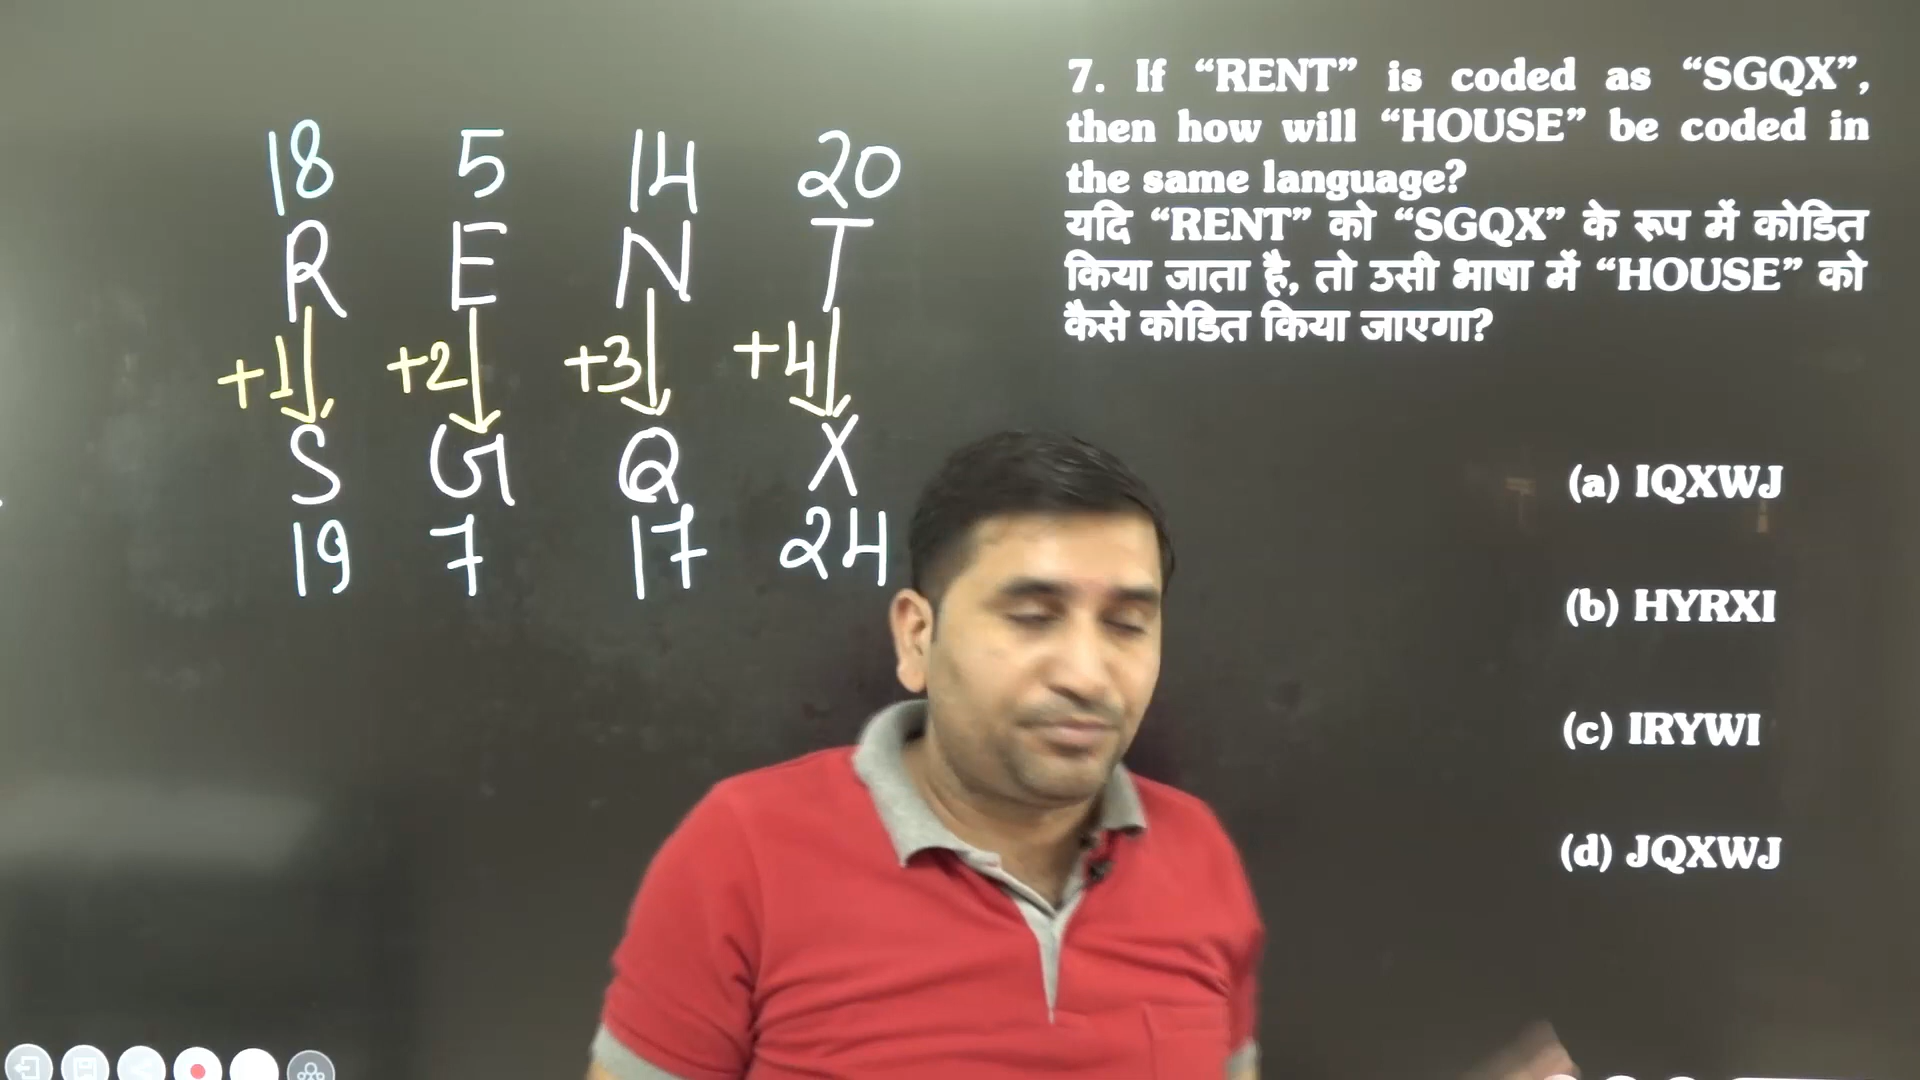 18 5 14 20
R E N T
+1 +2 +3 +4
S G Q X
19 7 17 24
7. If “RENT” is coded as “SGQX”,
then how will “HOUSE” be coded in
the same language?
यदि “RENT” को “SGQX” के रूप में कोडित
किया जाता है, तो उसी भाषा में “HOUSE” को
कैसे कोडित किया जाएगा?
(a) IQXWJ
(b) HYRXI
(c) IRYWI
(d) JQXWJ